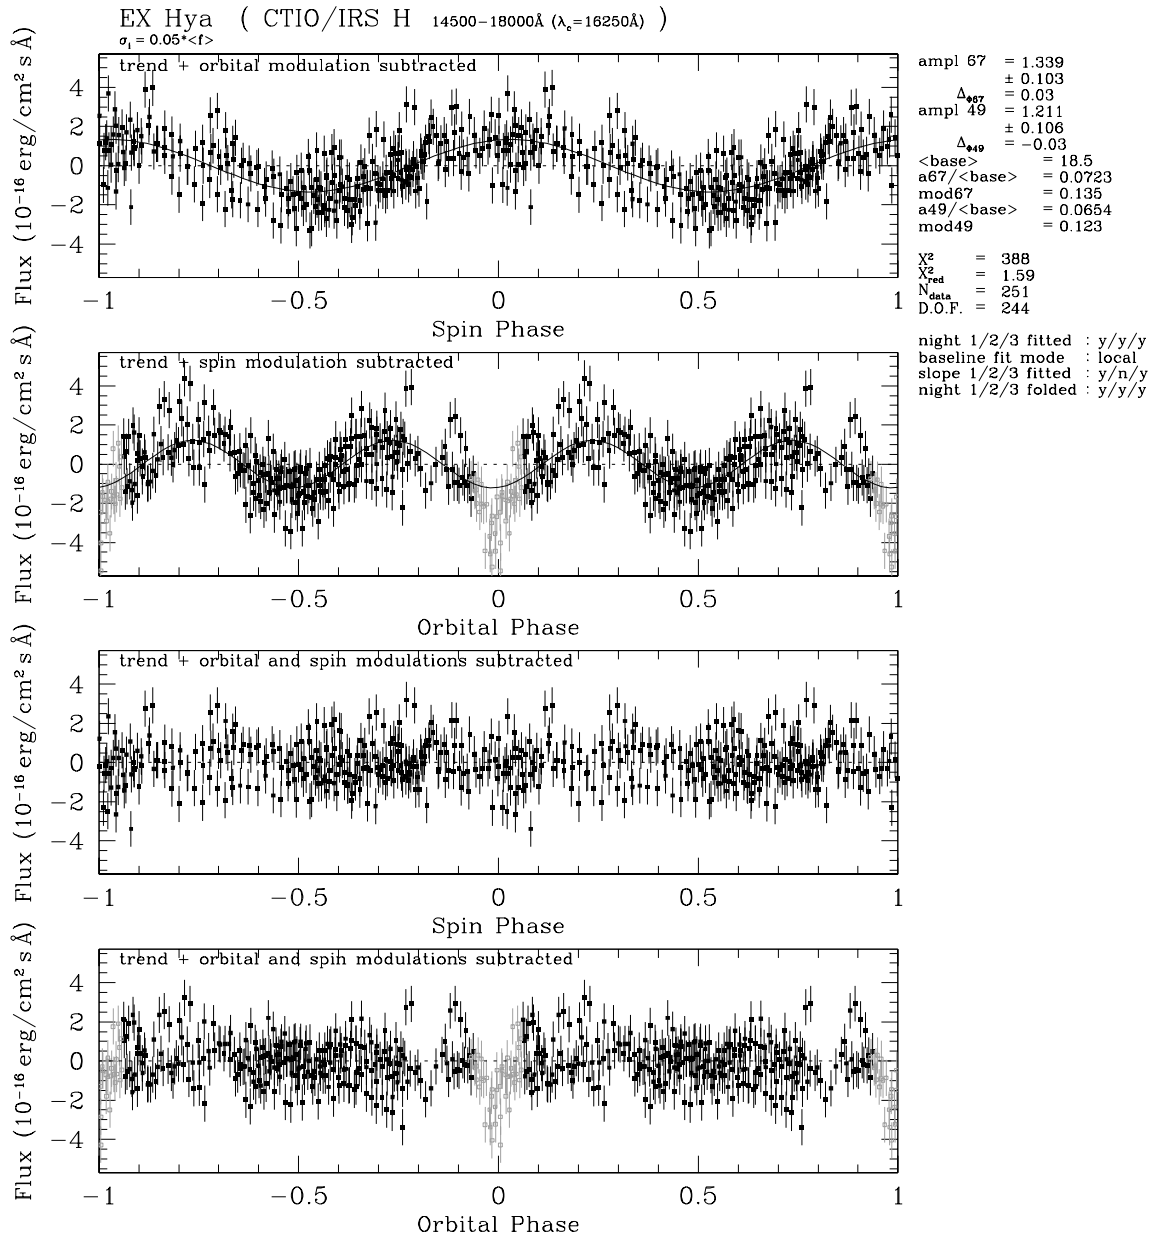 EX Hya ( CTIO/IRS H 14500−18000Å (λc=16250Å) )
σi = 0.05*<f>
trend + orbital modulation subtracted
Flux (10−16 erg/cm2 s Å)
4
2
0
−2
−4
−1 −0.5 0 0.5 1
Spin Phase
trend + spin modulation subtracted
Flux (10−16 erg/cm2 s Å)
4
2
0
−2
−4
−1 −0.5 0 0.5 1
Orbital Phase
trend + orbital and spin modulations subtracted
Flux (10−16 erg/cm2 s Å)
4
2
0
−2
−4
−1 −0.5 0 0.5 1
Spin Phase
trend + orbital and spin modulations subtracted
Flux (10−16 erg/cm2 s Å)
4
2
0
−2
−4
−1 −0.5 0 0.5 1
Orbital Phase
ampl 67 = 1.339
± 0.103
ΔΦ67 = 0.03
ampl 49 = 1.211
± 0.106
ΔΦ49 = −0.03
<base> = 18.5
a67/<base> = 0.0723
mod67 = 0.135
a49/<base> = 0.0654
mod49 = 0.123
X2 = 388
X2red = 1.59
Ndata = 251
D.O.F. = 244
night 1/2/3 fitted : y/y/y
baseline fit mode : local
slope 1/2/3 fitted : y/n/y
night 1/2/3 folded : y/y/y